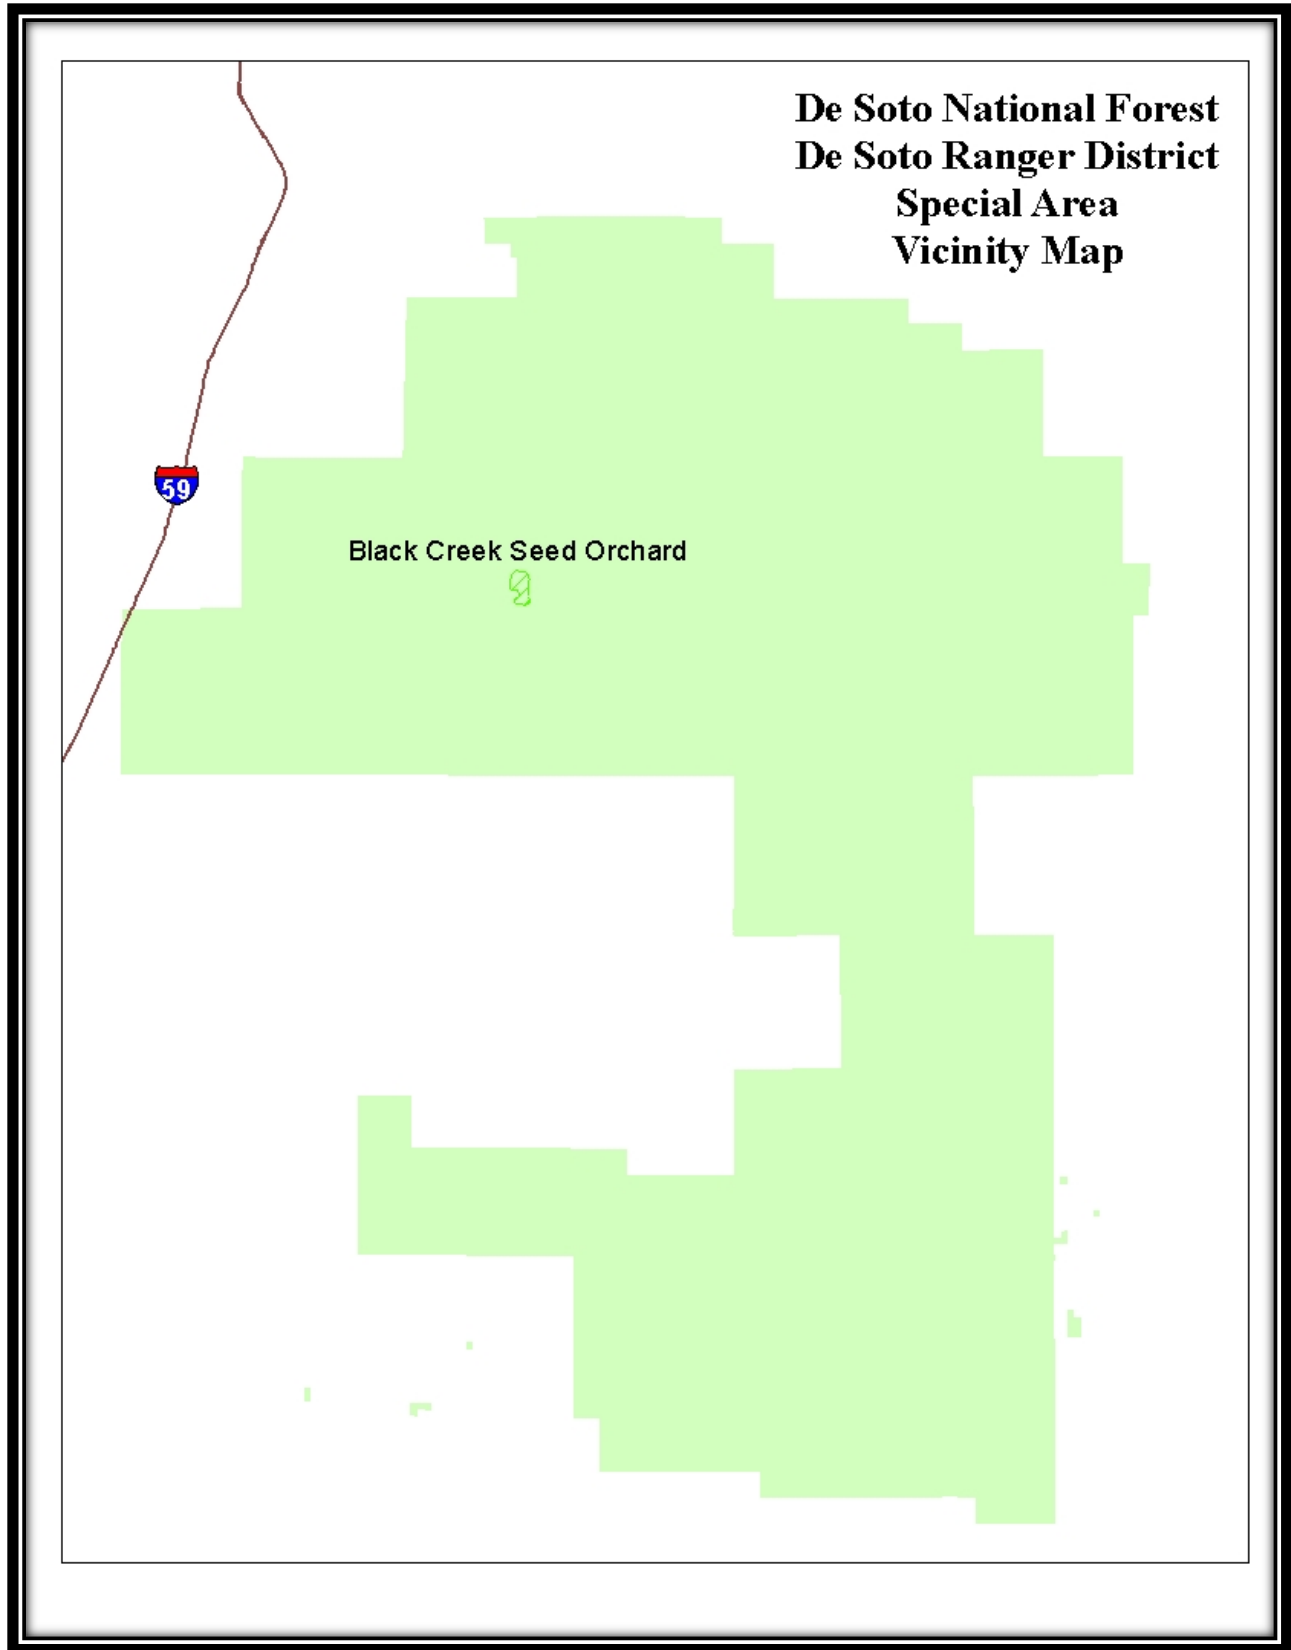 De Soto National Forest
De Soto Ranger District
Special Area
Vicinity Map
59
Black Creek Seed Orchard